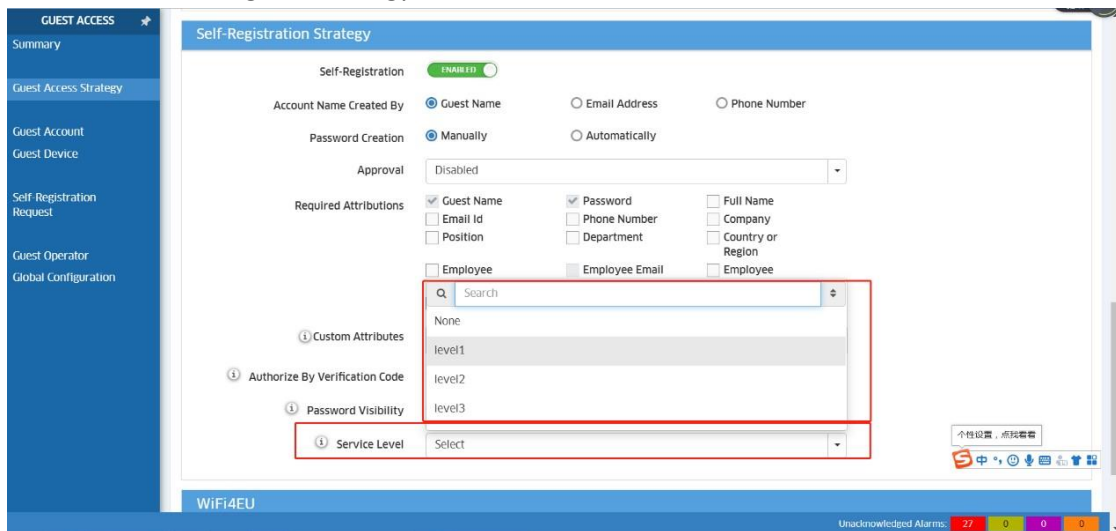 GUEST ACCESS
Summary
Guest Access Strategy
Guest Account
Guest Device
Self-Registration
Request
Guest Operator
Global Configuration
Self-Registration Strategy
Self-Registration ENABLED
Account Name Created By Guest Name Email Address Phone Number
Password Creation Manually Automatically
Approval Disabled
Required Attributions Guest Name Password Full Name
Email Id Phone Number Company
Position Department Country or
Region
Employee Employee Email Employee
Search
None
Custom Attributes
level1
Authorize By Verification Code
level2
Password Visibility
level3
Service Level Select
个性设置，点我看看
中
WiFi4EU
Unacknowledged Alarms: 27 0 0 0